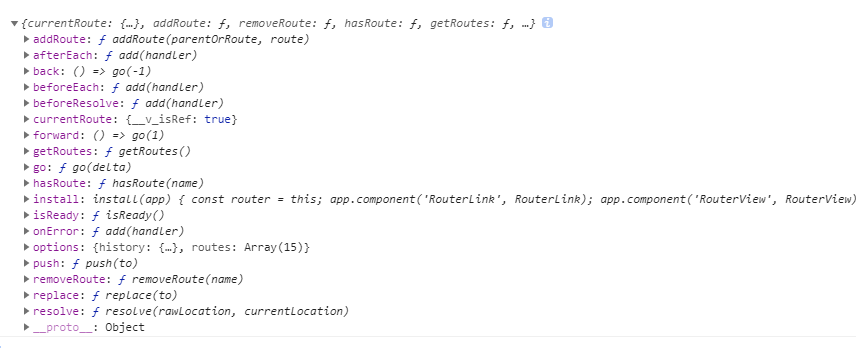 {currentRoute: {…}, addRoute: ƒ, removeRoute: ƒ, hasRoute: ƒ, getRoutes: ƒ, …} i
addRoute: ƒ addRoute(parentOrRoute, route)
afterEach: ƒ add(handler)
back: () => go(-1)
beforeEach: ƒ add(handler)
beforeResolve: ƒ add(handler)
currentRoute: {__v_isRef: true}
forward: () => go(1)
getRoutes: ƒ getRoutes()
go: ƒ go(delta)
hasRoute: ƒ hasRoute(name)
install: install(app) { const router = this; app.component('RouterLink', RouterLink); app.component('RouterView', RouterView)
isReady: ƒ isReady()
onError: ƒ add(handler)
options: {history: {…}, routes: Array(15)}
push: ƒ push(to)
removeRoute: ƒ removeRoute(name)
replace: ƒ replace(to)
resolve: ƒ resolve(rawLocation, currentLocation)
__proto__: Object